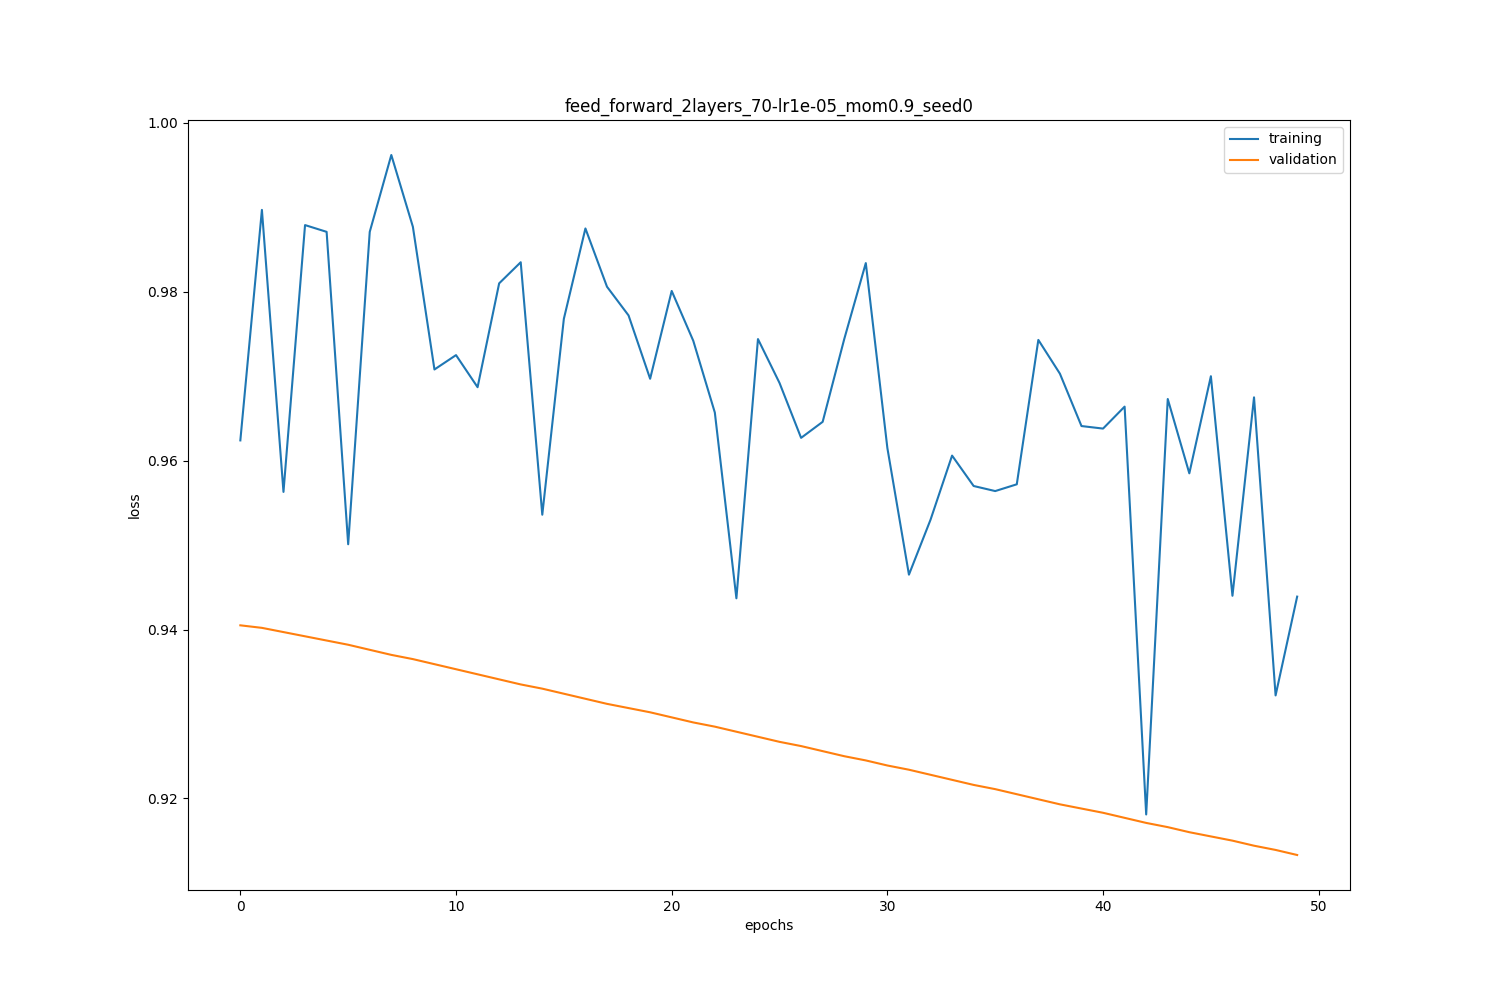 feed_forward_2layers_70-lr1e-05_mom0.9_seed0
training
validation
1.00
0.98
0.96
0.94
0.92
loss
0 10 20 30 40 50
epochs